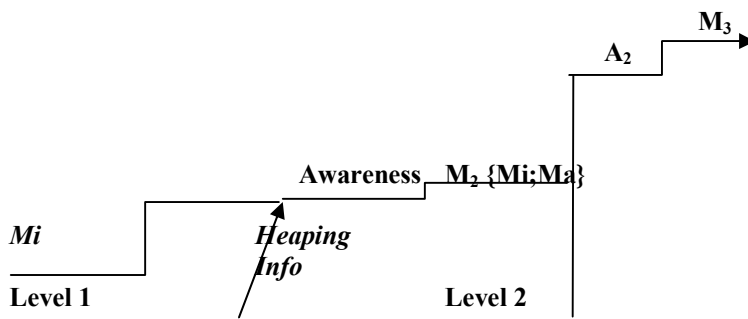 M₃
A₂
Awareness M₂ {Mi;Ma}
Mi
Heaping
Info
Level 1 Level 2